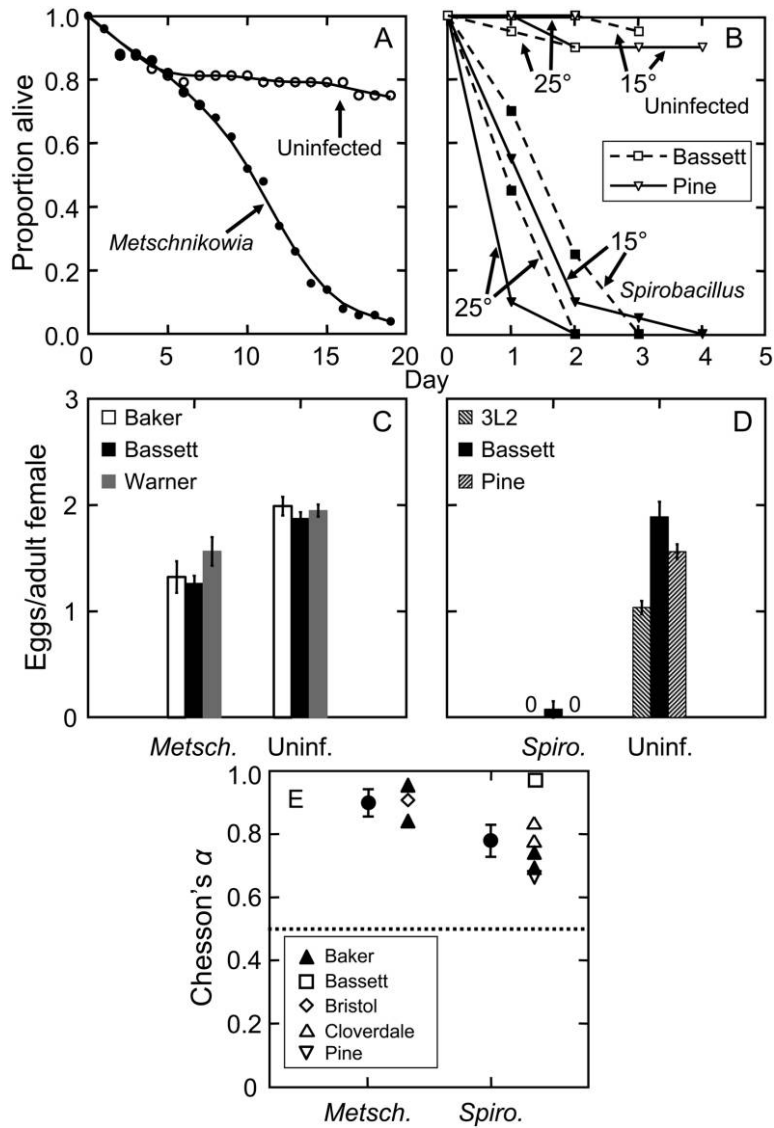 A
Proportion alive
1.0
0.8
0.6
0.4
0.2
0.0
Uninfected
Metschnikowia
0 5 10 15 20
B
25°
15°
Uninfected
Bassett
Pine
15°
25°
Spirobacillus
0 1 2 3 4 5
Day
C
Eggs/adult female
3
2
1
0
Baker
Bassett
Warner
Metsch. Uninf.
D
3L2
Bassett
Pine
0 0
Spiro. Uninf.
E
Chesson's α
1.0
0.8
0.6
0.4
0.2
0
Baker
Bassett
Bristol
Cloverdale
Pine
Metsch. Spiro.